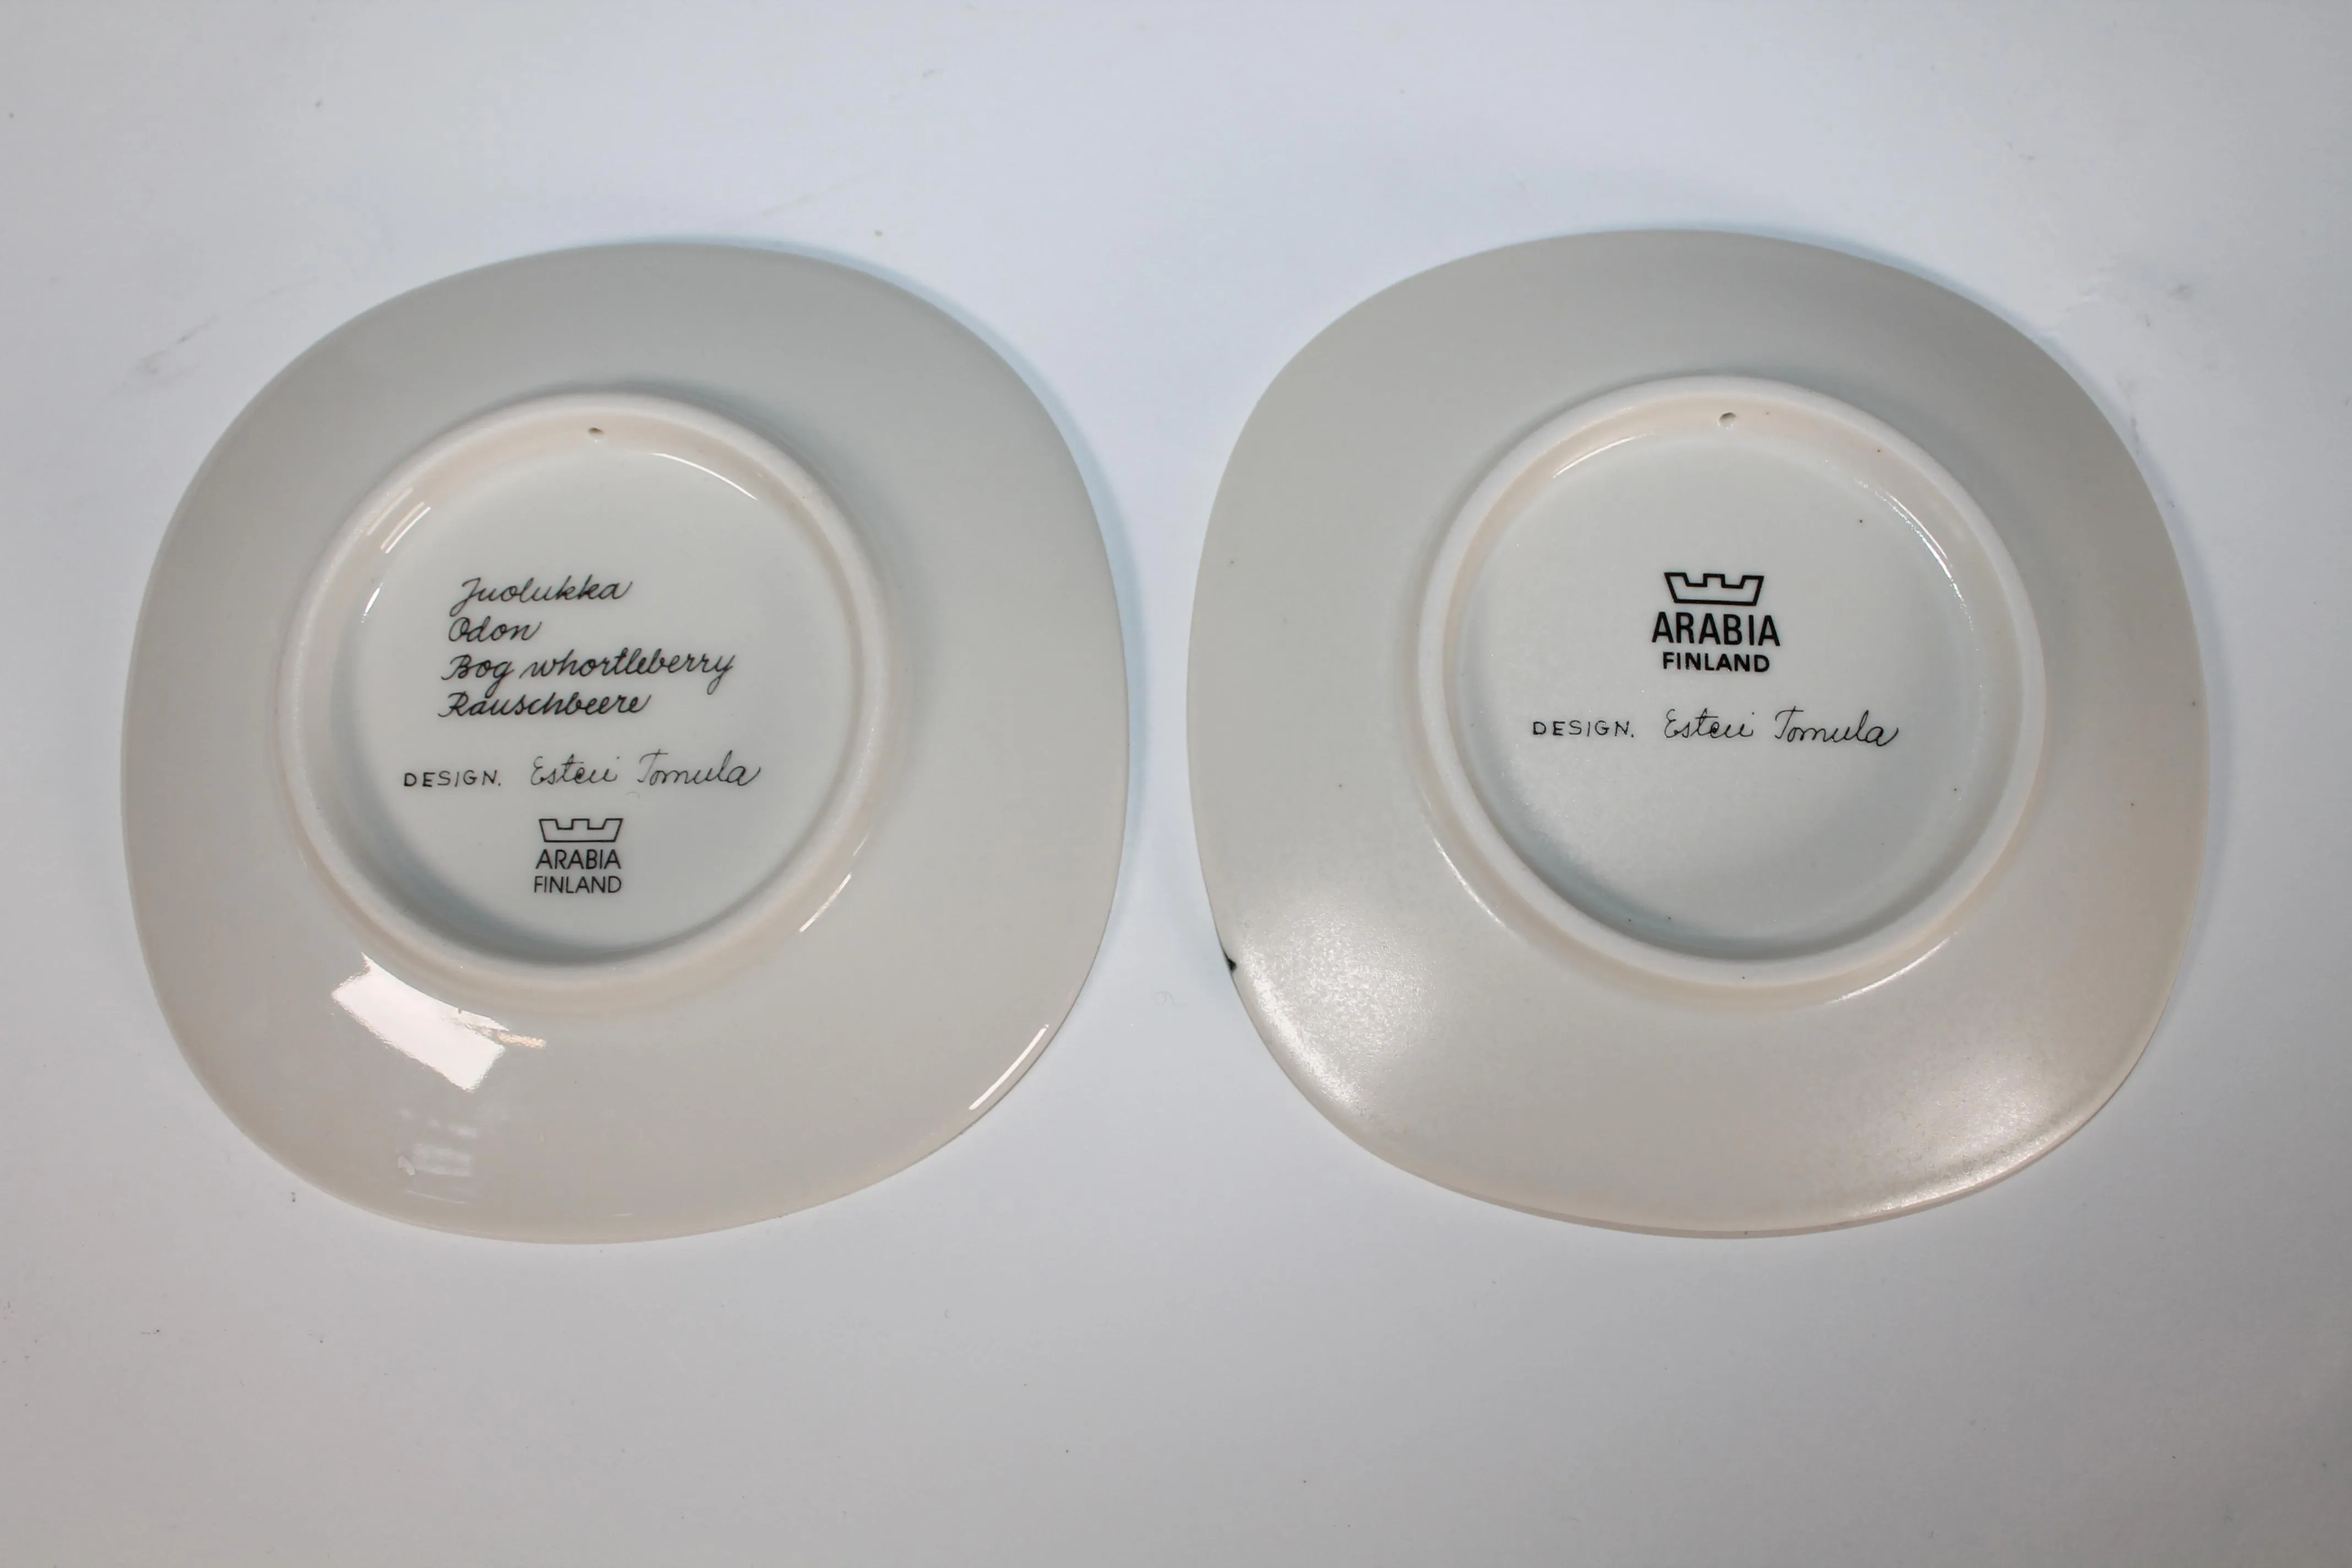 Juolukka
Odon
Bog whortleberry
Rauschbeere
DESIGN. Esteri Tomula
ARABIA
FINLAND
ARABIA
FINLAND
DESIGN. Esteri Tomula